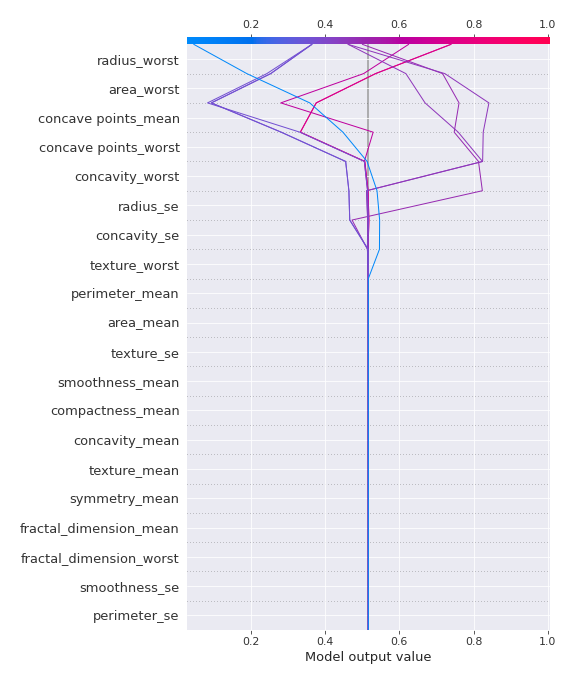 0.2 0.4 0.6 0.8 1.0
radius_worst
area_worst
concave points_mean
concave points_worst
concavity_worst
radius_se
concavity_se
texture_worst
perimeter_mean
area_mean
texture_se
smoothness_mean
compactness_mean
concavity_mean
texture_mean
symmetry_mean
fractal_dimension_mean
fractal_dimension_worst
smoothness_se
perimeter_se
0.2 0.4 0.6 0.8 1.0
Model output value